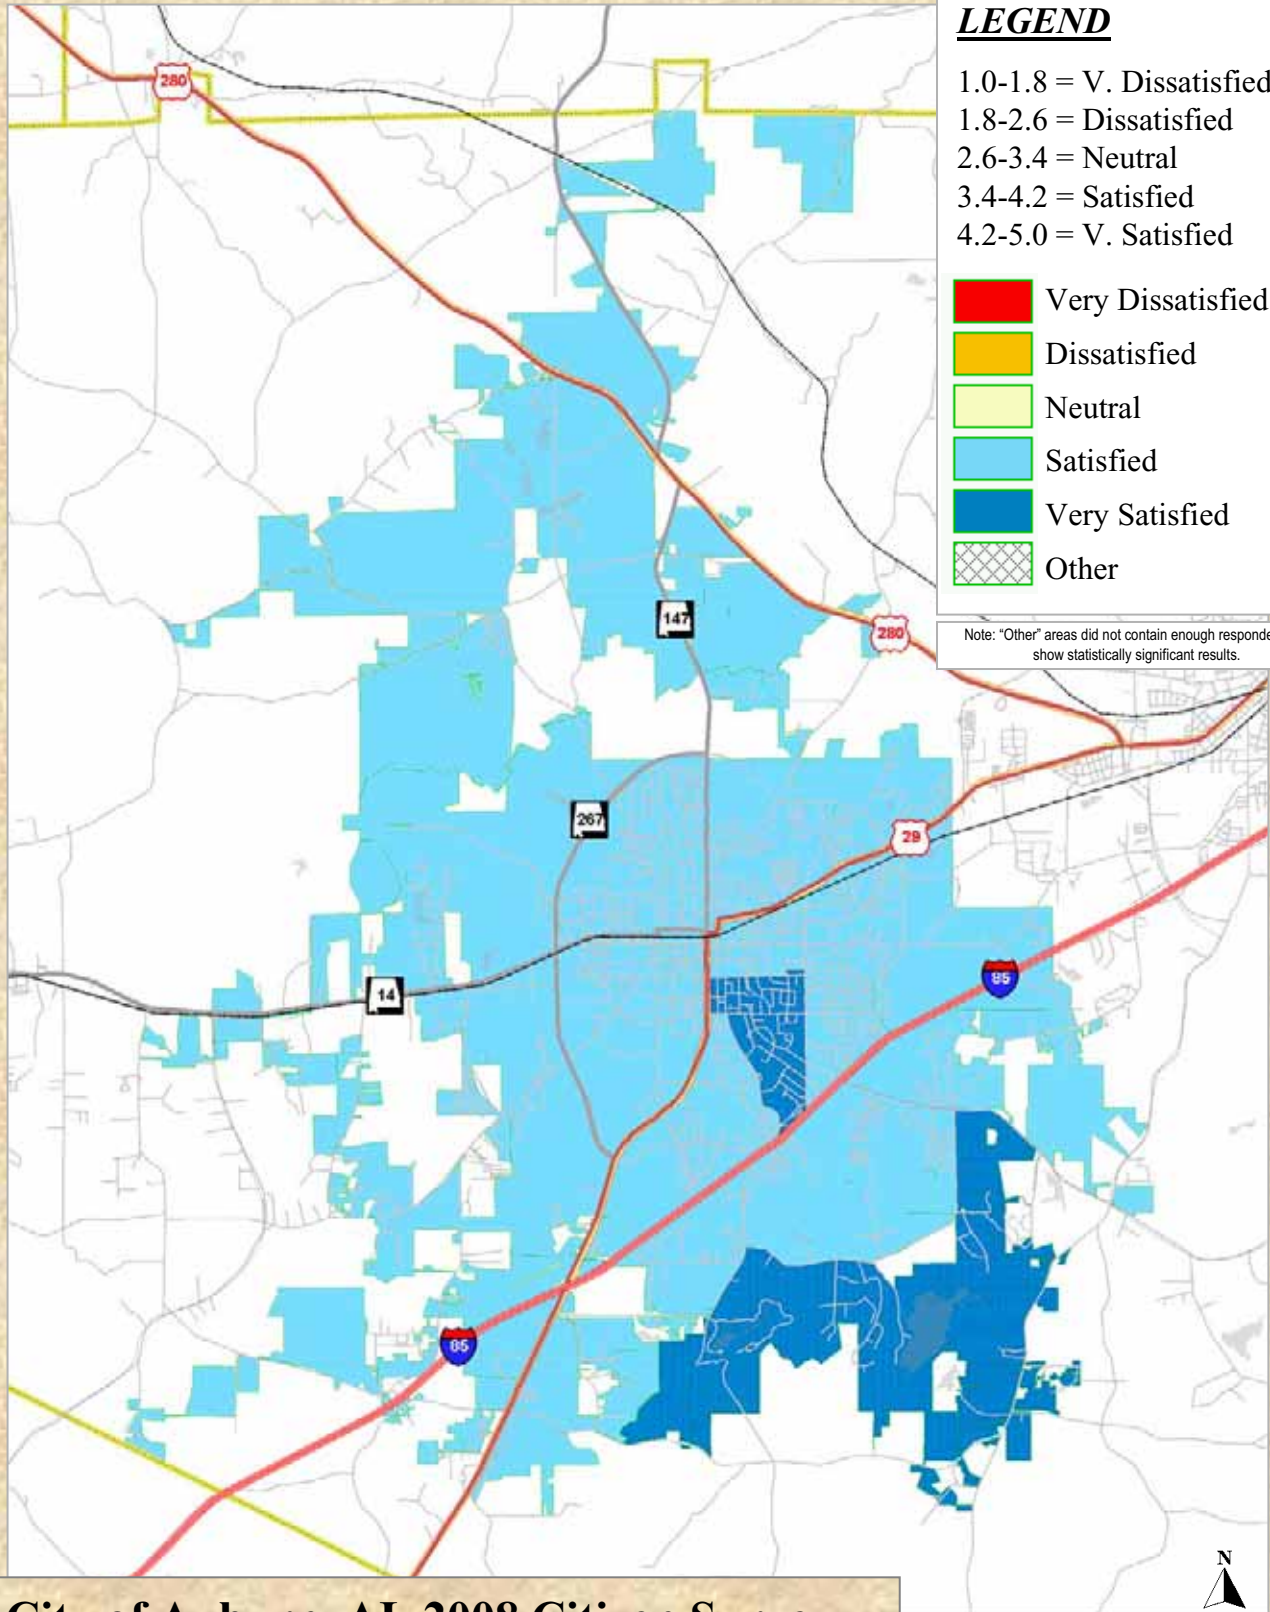 LEGEND
1.0-1.8 = V. Dissatisfied
1.8-2.6 = Dissatisfied
2.6-3.4 = Neutral
3.4-4.2 = Satisfied
4.2-5.0 = V. Satisfied
Very Dissatisfied
Dissatisfied
Neutral
Satisfied
Very Satisfied
Other
Note: “Other” areas did not contain enough
show statistically significant results.
280
147
280
267
29
85
14
85
N
2008 Citizen